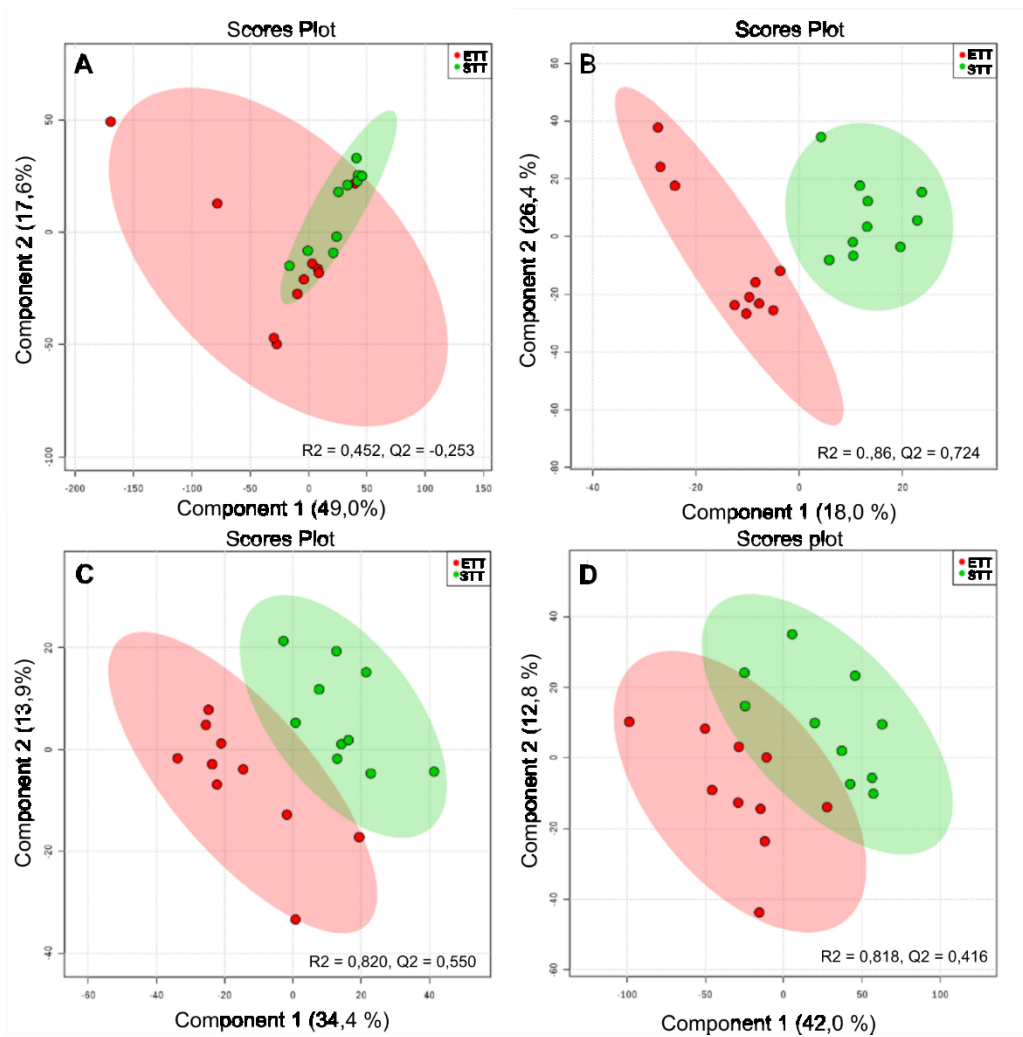 Scores Plot
A
ETT
STT
Component 2 (17,6%)
50
0
-50
-100
R2 = 0,452, Q2 = -0,253
-200 -150 -100 -50 0 50 100 150
Component 1 (49,0%)
Scores Plot
B
ETT
STT
Component 2 (26,4 %)
60
40
20
0
-20
-40
-60
-80
R2 = 0.,86, Q2 = 0,724
-40 -20 0 20
Component 1 (18,0 %)
Scores Plot
C
ETT
STT
Component 2 (13,9%)
20
0
-20
-40
R2 = 0,820, Q2 = 0,550
-60 -40 -20 0 20 40
Component 1 (34,4 %)
Scores plot
D
ETT
STT
Component 2 (12,8 %)
40
20
0
-20
-40
-60
R2 = 0,818, Q2 = 0,416
-100 -50 0 50 100
Component 1 (42,0 %)